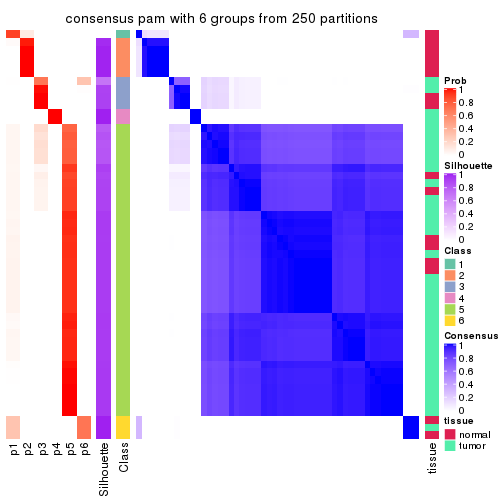 consensus pam with 6 groups from 250 partitions
Prob
1
0.8
0.6
0.4
0.2
0
Silhouette
1
0.8
0.6
0.4
0.2
0
Class
1
2
3
4
5
6
Consensus
1
0.8
0.6
0.4
0.2
0
tissue
normal
tumor
p1
p2
p3
p4
p5
p6
Silhouette
Class
tissue